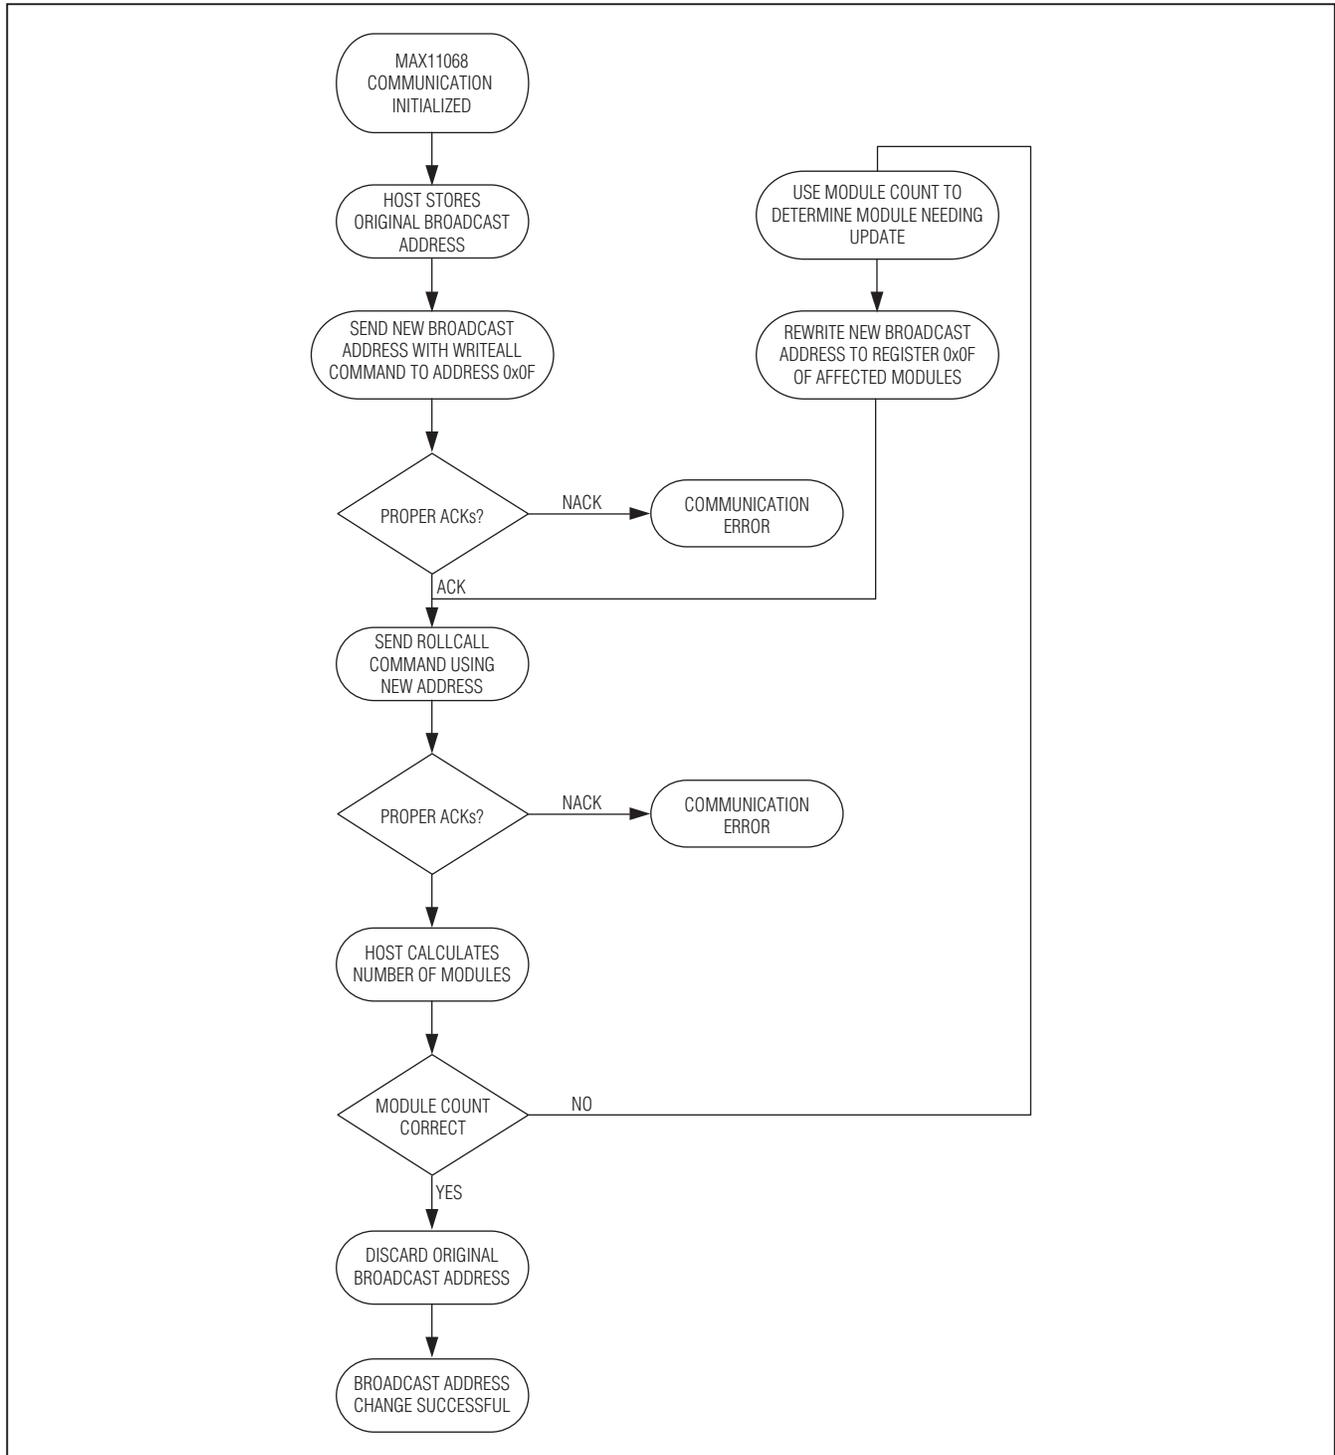 MAX11068
COMMUNICATION
INITIALIZED
HOST STORES
ORIGINAL BROADCAST
ADDRESS
SEND NEW BROADCAST
ADDRESS WITH WRITEALL
COMMAND TO ADDRESS 0x0F
PROPER ACKs?
NACK
COMMUNICATION
ERROR
ACK
USE MODULE COUNT TO
DETERMINE MODULE NEEDING
UPDATE
REWRITE NEW BROADCAST
ADDRESS TO REGISTER 0x0F
OF AFFECTED MODULES
SEND ROLLCALL
COMMAND USING
NEW ADDRESS
PROPER ACKs?
NACK
COMMUNICATION
ERROR
HOST CALCULATES
NUMBER OF MODULES
MODULE COUNT
CORRECT
NO
YES
DISCARD ORIGINAL
BROADCAST ADDRESS
BROADCAST ADDRESS
CHANGE SUCCESSFUL